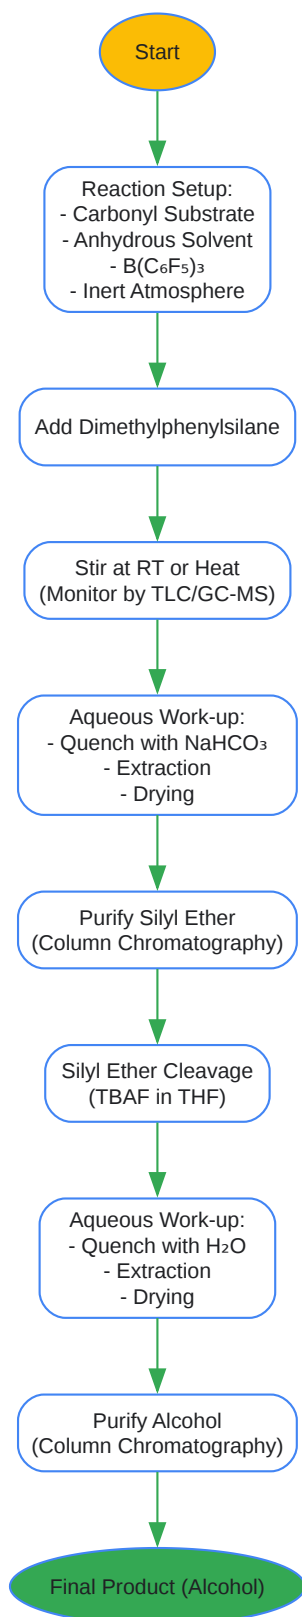 Start
Reaction Setup:
- Carbonyl Substrate
- Anhydrous Solvent
- B(C₆F₅)₃
- Inert Atmosphere
Add Dimethylphenylsilane
Stir at RT or Heat
(Monitor by TLC/GC-MS)
Aqueous Work-up:
- Quench with NaHCO₃
- Extraction
- Drying
Purify Silyl Ether
(Column Chromatography)
Silyl Ether Cleavage
(TBAF in THF)
Aqueous Work-up:
- Quench with H₂O
- Extraction
- Drying
Purify Alcohol
(Column Chromatography)
Final Product (Alcohol)